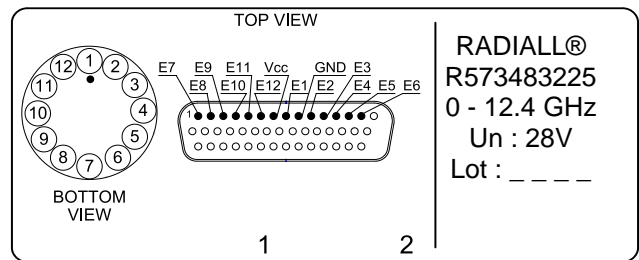 TOP VIEW
E7 E9 E11 Vcc GND E3
E8 E10 E12 E1 E2 E4 E5 E6
1
12 1 2
11 3
10 4
9 5
8 7 6
BOTTOM
VIEW
1 2
RADIALL®
R573483225
0 - 12.4 GHz
Un : 28V
Lot : _ _ _ _